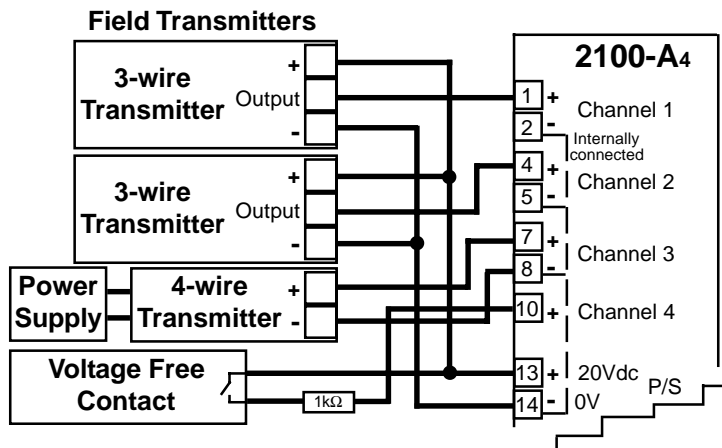 Field Transmitters
3-wire
Transmitter
+
Output
-
3-wire
Transmitter
+
Output
-
Power
Supply
4-wire
Transmitter
+
-
Voltage Free
Contact
1kΩ
2100-A4
1 + Channel 1
2 -
Internally
connected
4 + Channel 2
5 -
7 + Channel 3
8 -
10 + Channel 4
13 + 20Vdc
P/S
14 - 0V